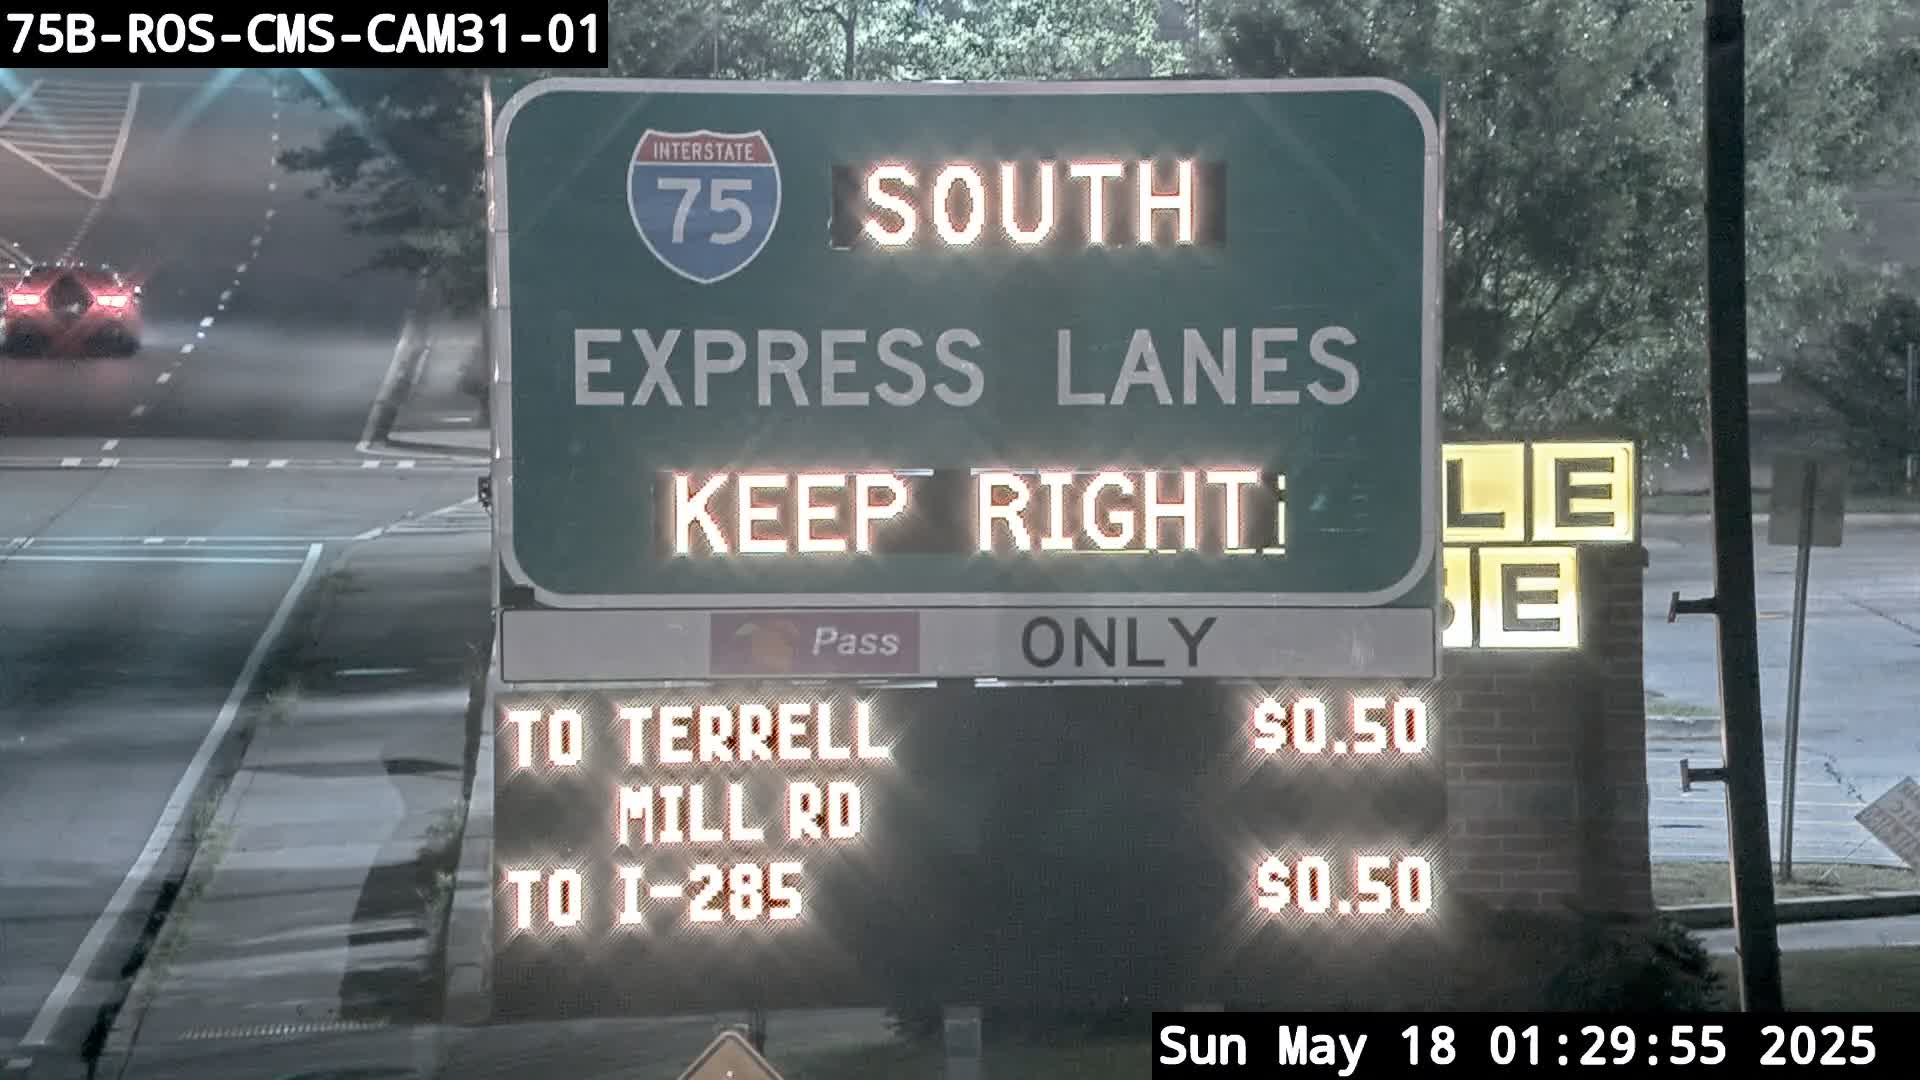 75B-ROS-CMS-CAM31-01
INTERSTATE
75
SOUTH
EXPRESS LANES
KEEP RIGHT
Pass ONLY
TO TERRELL $0.50
MILL RD
TO I-285 $0.50
LE
E
Sun May 18 01:29:55 2025